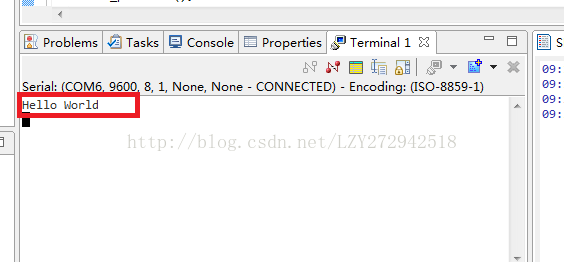 Problems Tasks Console Properties Terminal 1 S
Serial: (COM6, 9600, 8, 1, None, None - CONNECTED) - Encoding: (ISO-8859-1)
Hello World
http://blog.csdn.net/LZY272942518
09:
09:
09:
09: